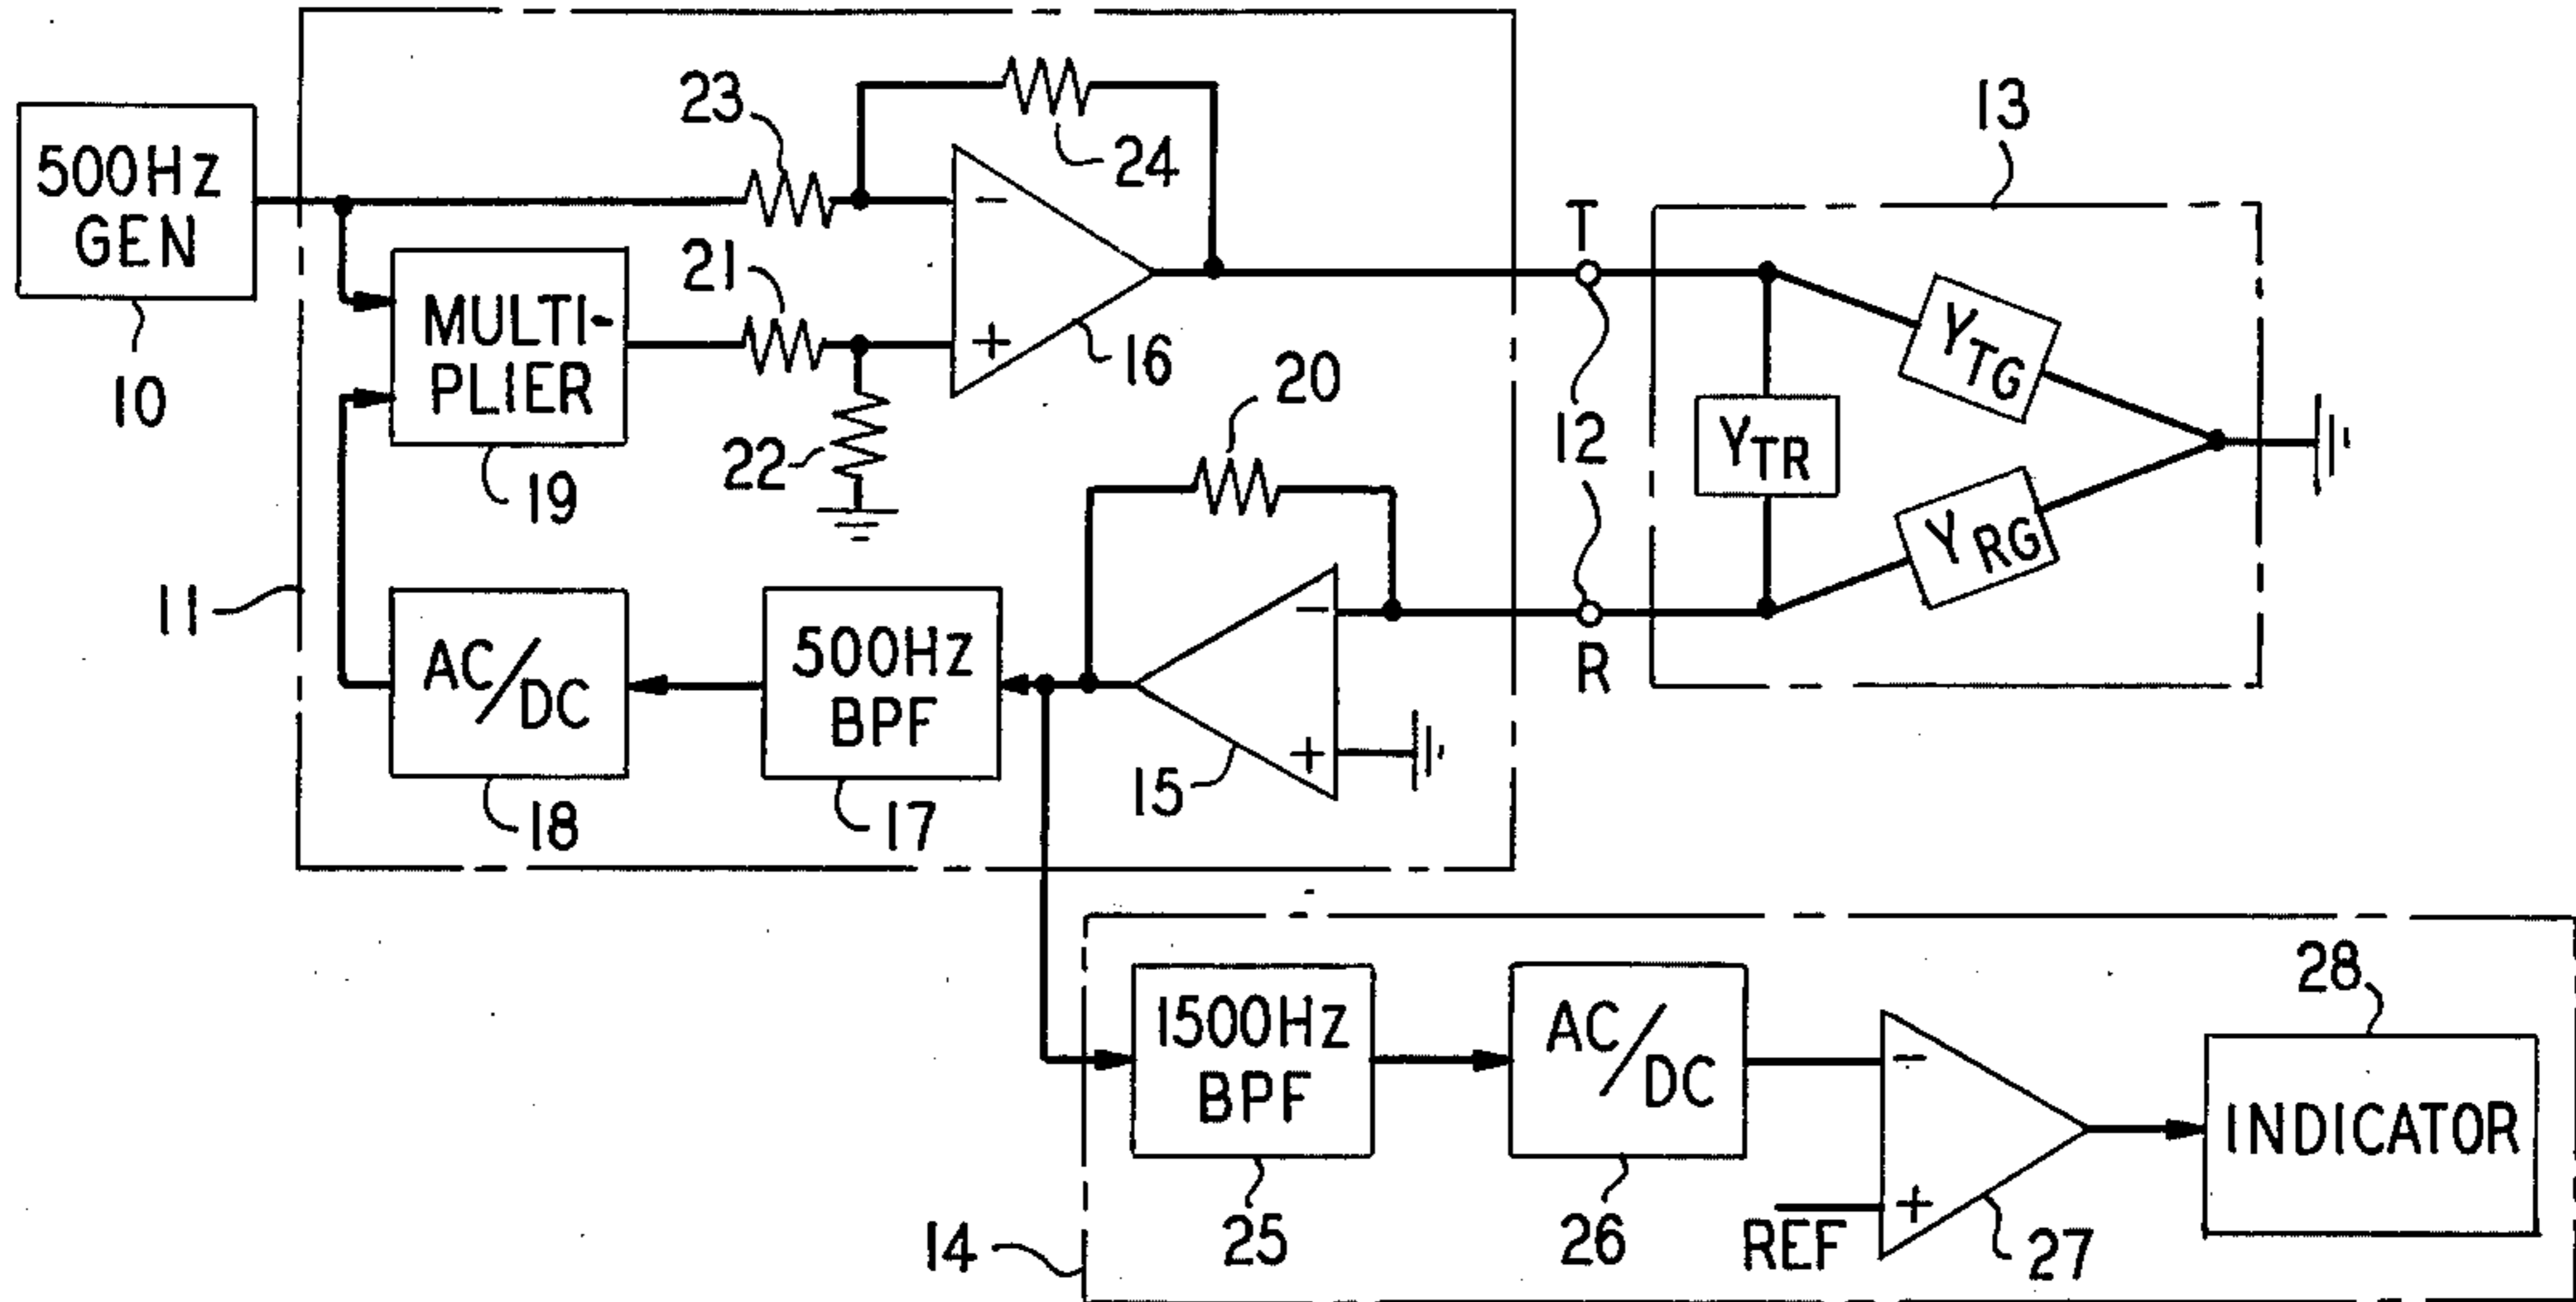 500Hz
GEN
10
11
23
24
21
22
MULTI-
PLIER
19
-
+
16
20
T
12
R
13
YTG
YTR
YRG
AC/DC
18
500Hz
BPF
17
-
+
15
14
1500Hz
BPF
25
AC/DC
26
-
+
REF
27
28
INDICATOR